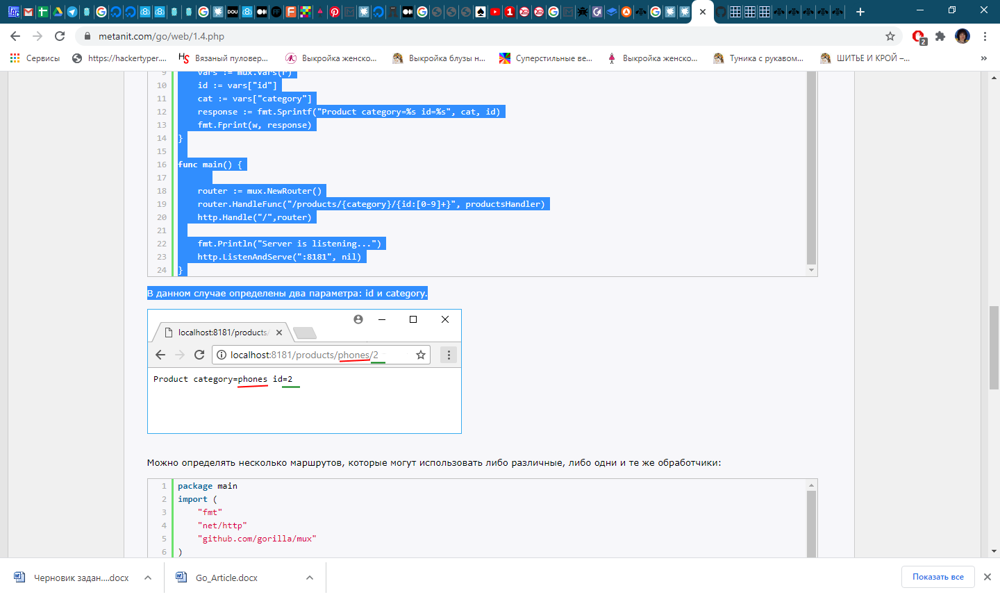 metanit.com/go/web/1.4.php
2
Сервисы
https://hackertyper....
Вязаный пуловер...
Выкройка женско...
Выкройка блузы н...
Суперстильные ве...
Выкройка женско...
Туника с рукавом...
ШИТЬЕ И КРОЙ –...
»
9 vars := mux.Vars(r)
10 id := vars["id"]
11 cat := vars["category"]
12 response := fmt.Sprintf("Product category=%s id=%s", cat, id)
13 fmt.Fprint(w, response)
14 }
15
16 func main() {
17
18 router := mux.NewRouter()
19 router.HandleFunc("/products/{category}/{id:[0-9]+}", productsHandler)
20 http.Handle("/",router)
21
22 fmt.Println("Server is listening...")
23 http.ListenAndServe(":8181", nil)
24 }
В данном случае определены два параметра: id и category.
localhost:8181/products/
localhost:8181/products/phones/2
Product category=phones id=2
Можно определять несколько маршрутов, которые могут использовать либо различные, либо одни и те же обработчики:
1 package main
2 import (
3 "fmt"
4 "net/http"
5 "github.com/gorilla/mux"
6 )
Черновик задан....docx
Go_Article.docx
Показать все